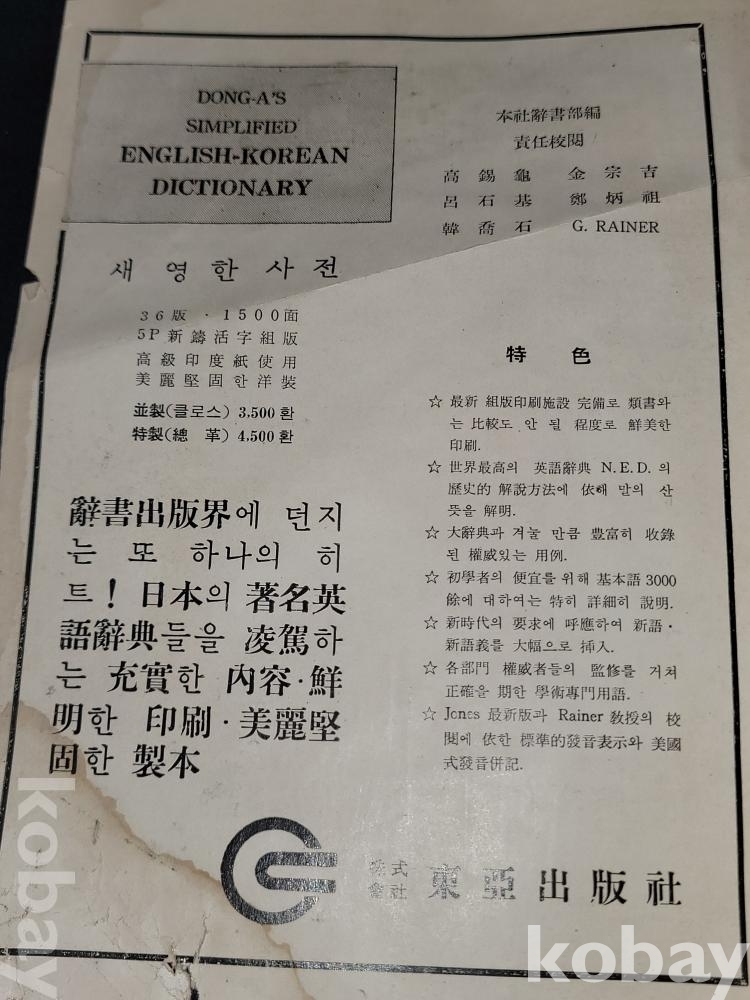 DONG-A'S
SIMPLIFIED
ENGLISH-KOREAN
DICTIONARY
새 영 한 사 전
36版 · 1500面
5P新鑄活字組版
高級印度紙使用
美麗堅固한洋裝
並製(클로스) 3,500 환
特製(總 革) 4,500 환
辭書出版界에 던지
는 또 하나의 히
트! 日本의 著名英
語辭典들을 凌駕하
는 充實한 內容·鮮
明한 印刷·美麗堅
固한 製本
本社辭書部編
責任校閱
高錫龜 金宗吉
呂石基 鄭炳祖
韓喬石 G. RAINER
特 色
☆ 最新 組版印刷施設 完備로 類書와
는 比較도 안 될 程度로 鮮美한
印刷.
☆ 世界最高의 英語辭典 N.E.D. 의
歷史的 解說方法에 依해 말의 산
뜻을 解明.
☆ 大辭典과 겨눌 만큼 豐富히 收錄
된 權威있는 用例.
☆ 初學者의 便宜를 위해 基本語 3000
餘에 대하여는 特히 詳細히 說明.
☆ 新時代의 要求에 呼應하여 新語·
新語義를 大幅으로 挿入.
☆ 各部門 權威者들의 監修를 거쳐
正確을 期한 學術專門用語.
☆ Jones 最新版과 Rainer 敎授의 校
閱에 依한 標準的發音表示와 美國
式發音併記.
株式
會社 東亞出版社
kobay
kobay